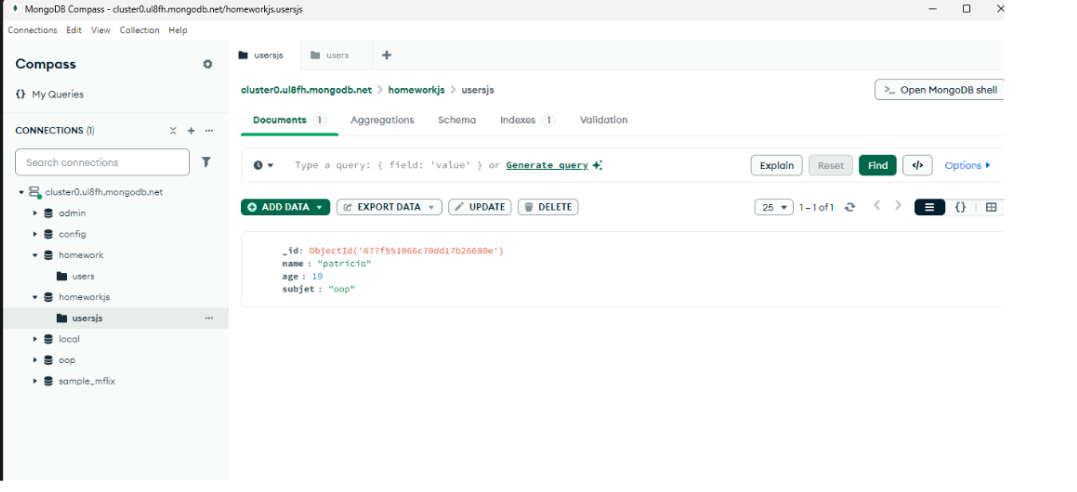 MongoDB Compass - cluster0.ul8fh.mongodb.net/homeworkjs.usersjs
Connections Edit View Collection Help
Compass
{} My Queries
CONNECTIONS (1)
Search connections
cluster0.ul8fh.mongodb.net
admin
config
homework
users
homeworkjs
usersjs
local
oop
sample_mflix
usersjs users
cluster0.ul8fh.mongodb.net > homeworkjs > usersjs
>_ Open MongoDB shell
Documents 1 Aggregations Schema Indexes 1 Validation
Type a query: { field: 'value' } or Generate query
Explain Reset Find </> Options
ADD DATA EXPORT DATA UPDATE DELETE
25 1-1 of 1 {}
_id: ObjectId('677f551066c70dd17b26680e')
name : "patricio"
age : 19
subjet : "oop"